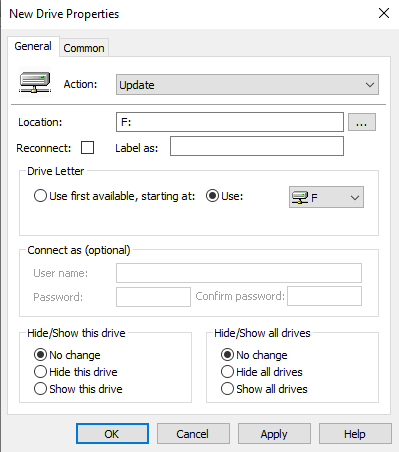 New Drive Properties
General Common
Action: Update
Location: F: ...
Reconnect: Label as:
Drive Letter
Use first available, starting at: Use: F
Connect as (optional)
User name:
Password: Confirm password:
Hide/Show this drive Hide/Show all drives
No change No change
Hide this drive Hide all drives
Show this drive Show all drives
OK Cancel Apply Help